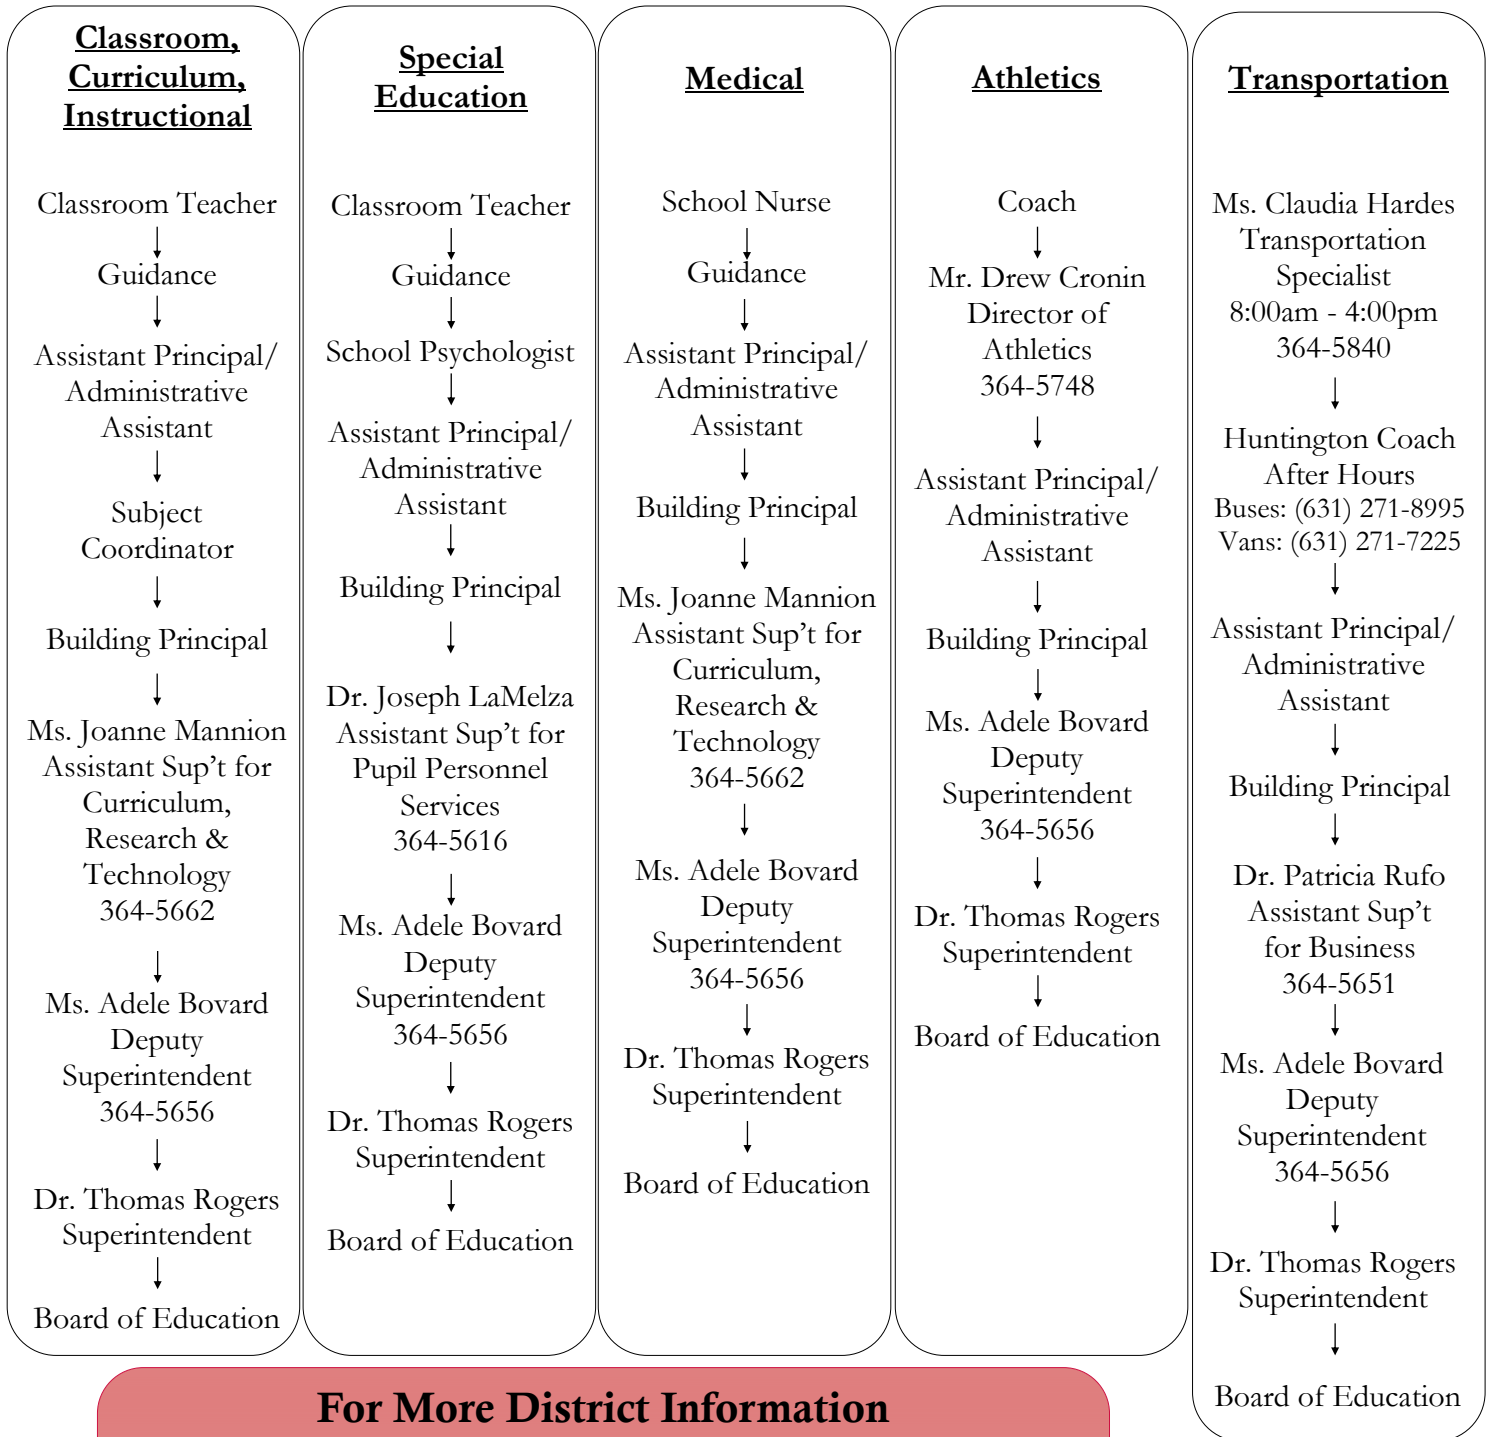 Classroom,
Curriculum,
Instructional
Classroom Teacher
Guidance
Assistant Principal/
Administrative
Assistant
Subject
Coordinator
Building Principal
Ms. Joanne Mannion
Assistant Sup’t for
Curriculum,
Research &
Technology
364-5662
Ms. Adele Bovard
Deputy
Superintendent
364-5656
Dr. Thomas Rogers
Superintendent
Board of Education
Special
Education
Classroom Teacher
Guidance
School Psychologist
Assistant Principal/
Administrative
Assistant
Building Principal
Dr. Joseph LaMelza
Assistant Sup’t for
Pupil Personnel
Services
364-5616
Ms. Adele Bovard
Deputy
Superintendent
364-5656
Dr. Thomas Rogers
Superintendent
Board of Education
Medical
School Nurse
Guidance
Assistant Principal/
Administrative
Assistant
Building Principal
Ms. Joanne Mannion
Assistant Sup’t for
Curriculum,
Research &
Technology
364-5662
Ms. Adele Bovard
Deputy
Superintendent
364-5656
Dr. Thomas Rogers
Superintendent
Board of Education
Athletics
Coach
Mr. Drew Cronin
Director of
Athletics
364-5748
Assistant Principal/
Administrative
Assistant
Building Principal
Ms. Adele Bovard
Deputy
Superintendent
364-5656
Dr. Thomas Rogers
Superintendent
Board of Education
Transportation
Ms. Claudia Hardes
Transportation
Specialist
8:00am - 4:00pm
364-5840
Huntington Coach
After Hours
Buses: (631) 271-8995
Vans: (631) 271-7225
Assistant Principal/
Administrative
Assistant
Building Principal
Dr. Patricia Rufo
Assistant Sup’t
for Business
364-5651
Ms. Adele Bovard
Deputy
Superintendent
364-5656
Dr. Thomas Rogers
Superintendent
Board of Education
For More District Information